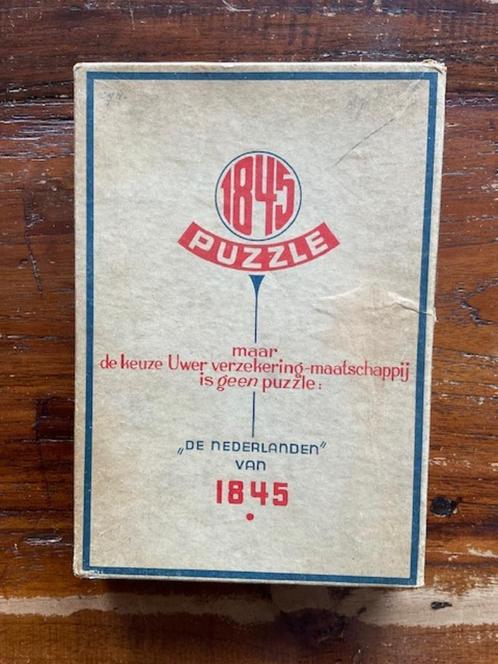 1845
PUZZLE
maar
de keuze Uwer verzekering-maatschappij
is geen puzzle:
„DE NEDERLANDEN”
VAN
1845